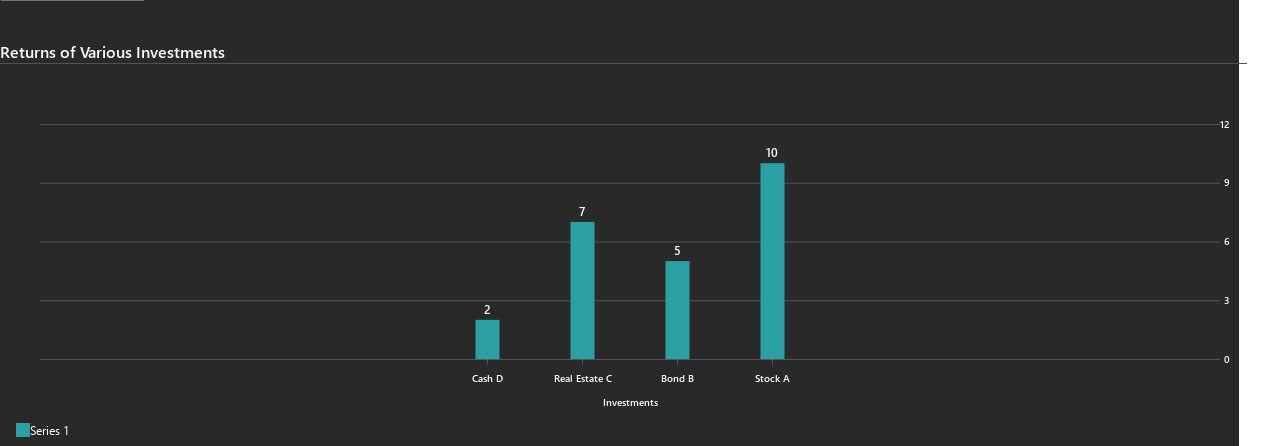 Returns of Various Investments
12
10
9
7
6
5
3
2
0
Cash D
Real Estate C
Bond B
Stock A
Investments
Series 1